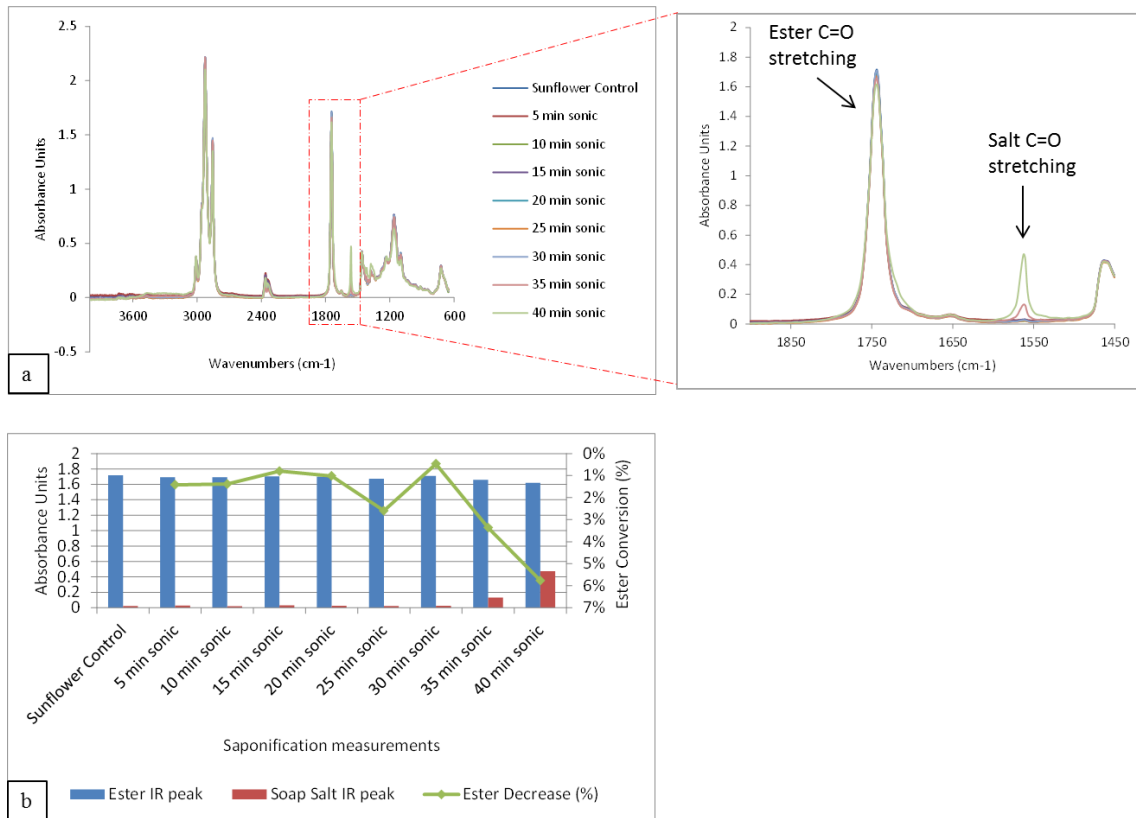 2.5
2
1.5
1
0.5
0
-0.5
Absorbance Units
3600 3000 2400 1800 1200 600
Wavenumbers (cm-1)
Sunflower Control
5 min sonic
10 min sonic
15 min sonic
20 min sonic
25 min sonic
30 min sonic
35 min sonic
40 min sonic
a
Ester C=O
stretching
Salt C=O
stretching
2
1.8
1.6
1.4
1.2
1
0.8
0.6
0.4
0.2
0
Absorbance Units
1850 1750 1650 1550 1450
Wavenumbers (cm-1)
2
1.8
1.6
1.4
1.2
1
0.8
0.6
0.4
0.2
0
Absorbance Units
0%
1%
2%
3%
4%
5%
6%
7%
Ester Conversion (%)
Sunflower Control
5 min sonic
10 min sonic
15 min sonic
20 min sonic
25 min sonic
30 min sonic
35 min sonic
40 min sonic
Saponification measurements
Ester IR peak Soap Salt IR peak Ester Decrease (%)
b